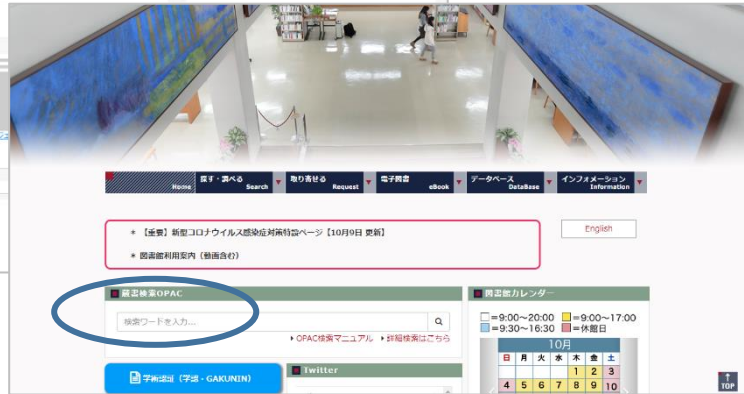 Home
探す・調べる
Search
取り寄せる
Request
電子図書
eBook
データベース
DataBase
インフォメーション
Information
* 【重要】新型コロナウイルス感染症対策特設ページ【10月9日 更新】
* 図書館利用案内（動画含む）
English
蔵書検索OPAC
検索ワードを入力...
OPAC検索マニュアル
詳細検索はこちら
学術認証（学認・GAKUNIN）
Twitter
図書館カレンダー
=9:00～20:00 =9:00～17:00
=9:30～16:30 =休館日
10月
日 月 火 水 木 金 土
1 2 3
4 5 6 7 8 9 10
TOP